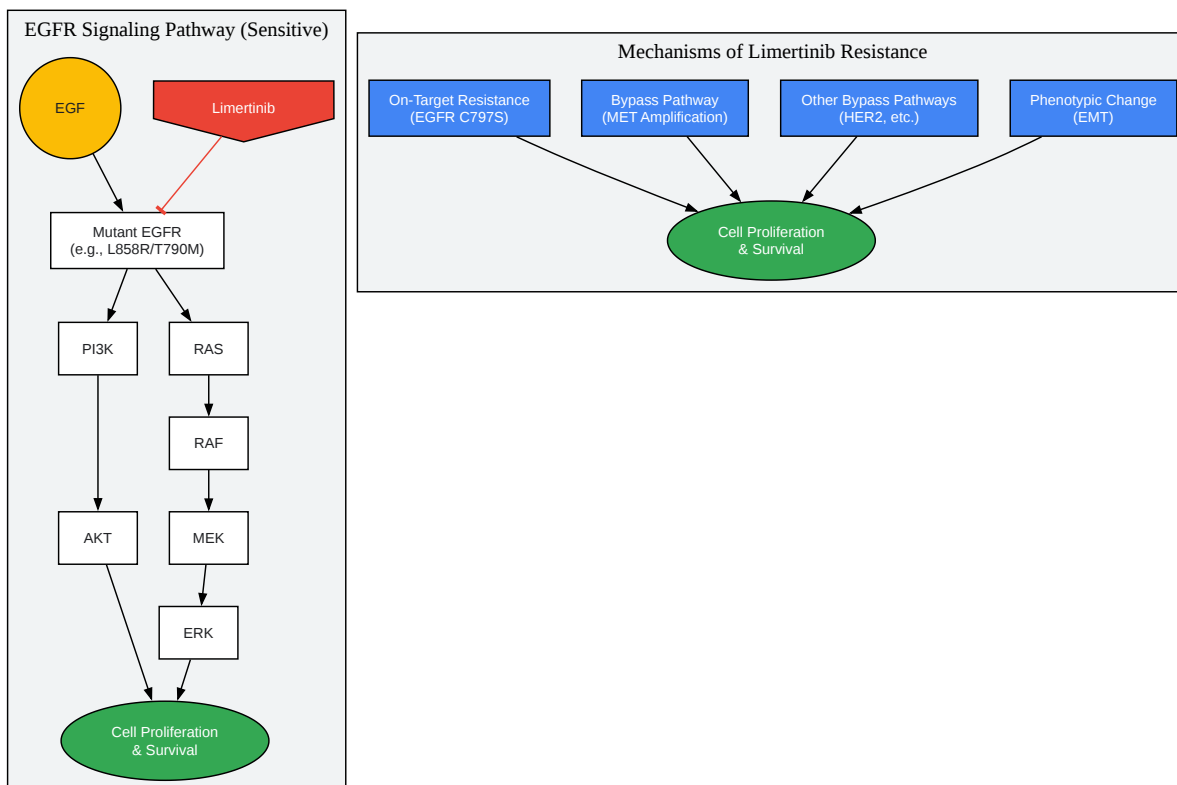 EGFR Signaling Pathway (Sensitive)
EGF
Limertinib
Mutant EGFR
(e.g., L858R/T790M)
PI3K
RAS
RAF
AKT
MEK
ERK
Cell Proliferation
& Survival
Mechanisms of Limertinib Resistance
On-Target Resistance
(EGFR C797S)
Bypass Pathway
(MET Amplification)
Other Bypass Pathways
(HER2, etc.)
Phenotypic Change
(EMT)
Cell Proliferation
& Survival